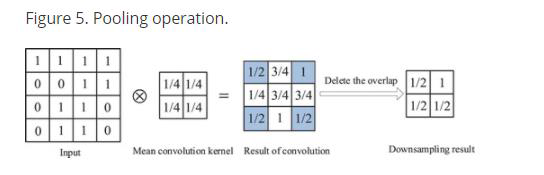 Figure 5. Pooling operation.
1 1 1 1
0 0 1 1
0 1 1 0
0 1 1 0
Input
⊗
1/4 1/4
1/4 1/4
Mean convolution kernel
=
1/2 3/4 1
1/4 3/4 3/4
1/2 1 1/2
Result of convolution
Delete the overlap
1/2 1
1/2 1/2
Downsampling result